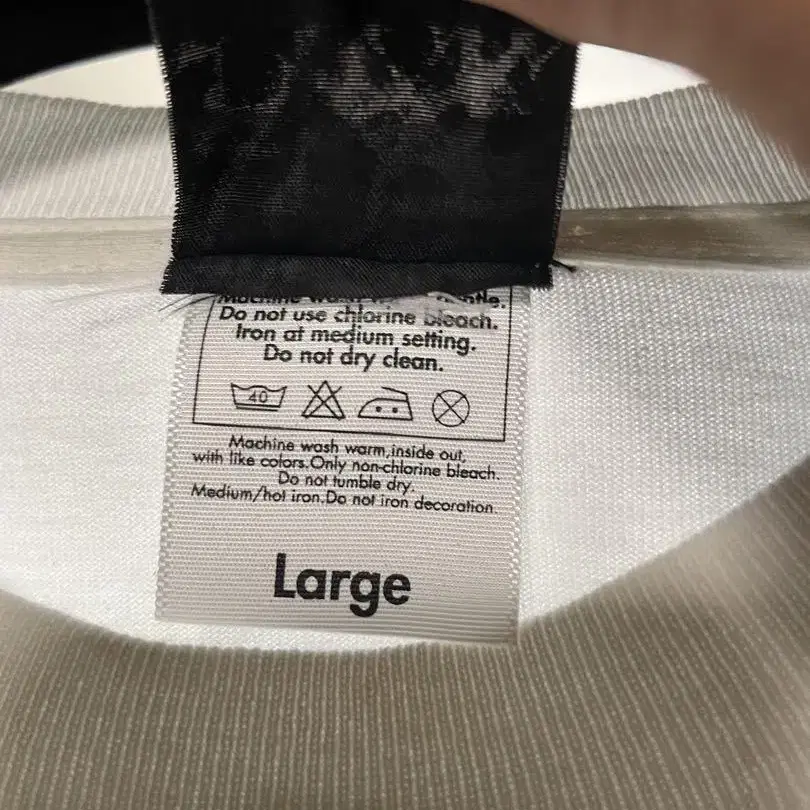 Machine wash
Do not use chlorine bleach.
Iron at medium setting.
Do not dry clean.
40
Machine wash warm,inside out,
with like colors.Only non-chlorine bleach.
Do not tumble dry.
Medium/hot iron.Do not iron decoration
Large